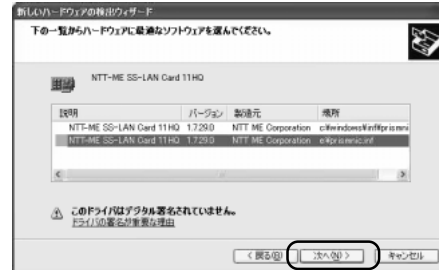 新しいハードウェアの検出ウィザード
下の一覧からハードウェアに最適なソフトウェアを選んでください。
NTT-ME SS-LAN Card 11HQ
説明 バージョン 製造元 場所
NTT-ME SS-LAN Card 11HQ 1.7.29.0 NTT ME Corporation c:¥windows¥inf¥prismni
NTT-ME SS-LAN Card 11HQ 1.7.29.0 NTT ME Corporation e:¥prismnic.inf
このドライバはデジタル署名されていません。
ドライバの署名が重要な理由
< 戻る(B) 次へ(N) > キャンセル